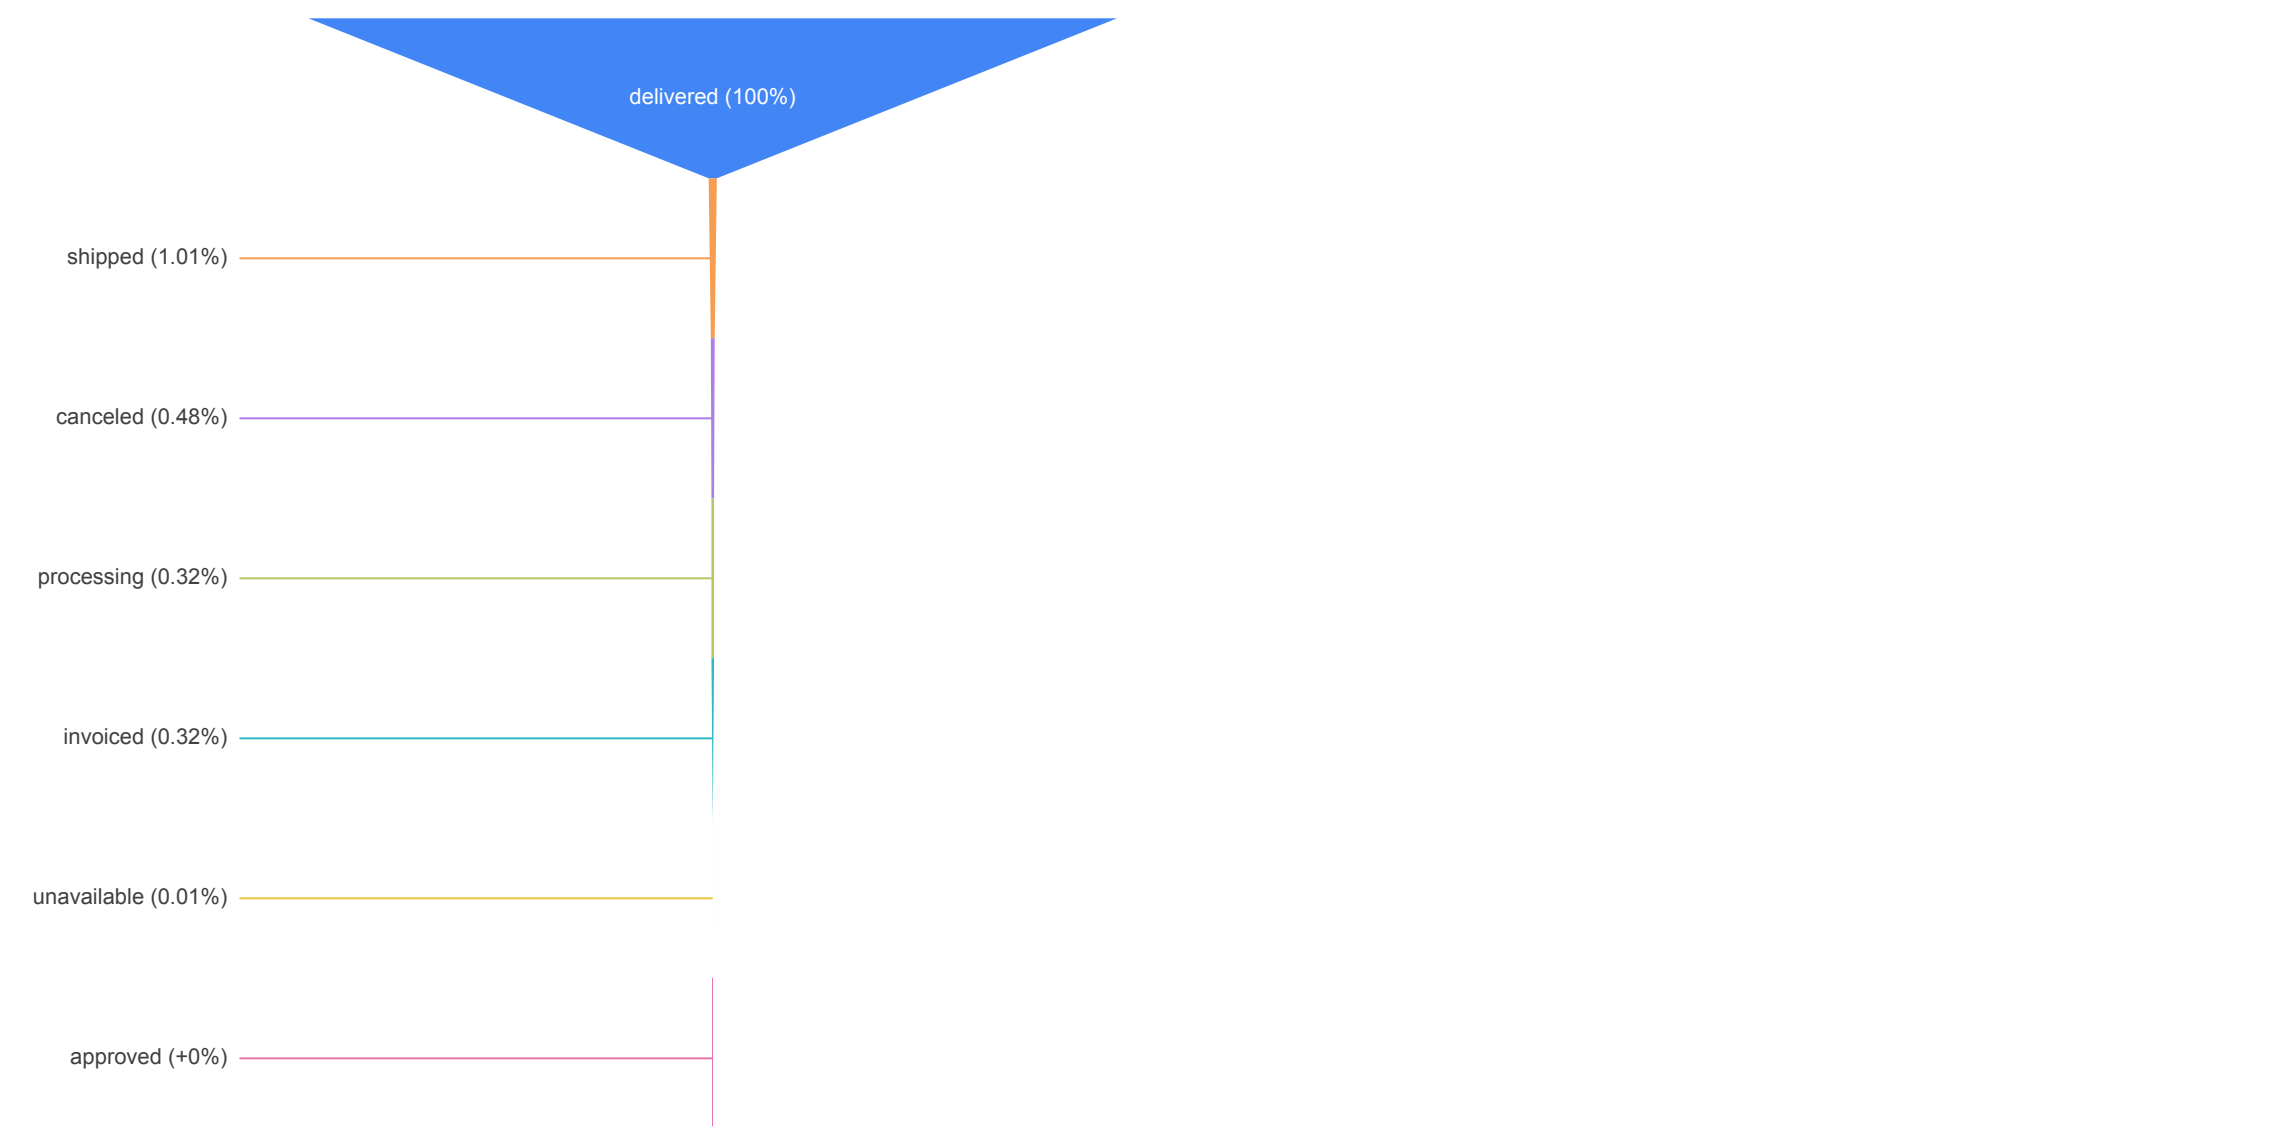 delivered (100%)
shipped (1.01%)
canceled (0.48%)
processing (0.32%)
invoiced (0.32%)
unavailable (0.01%)
approved (+0%)